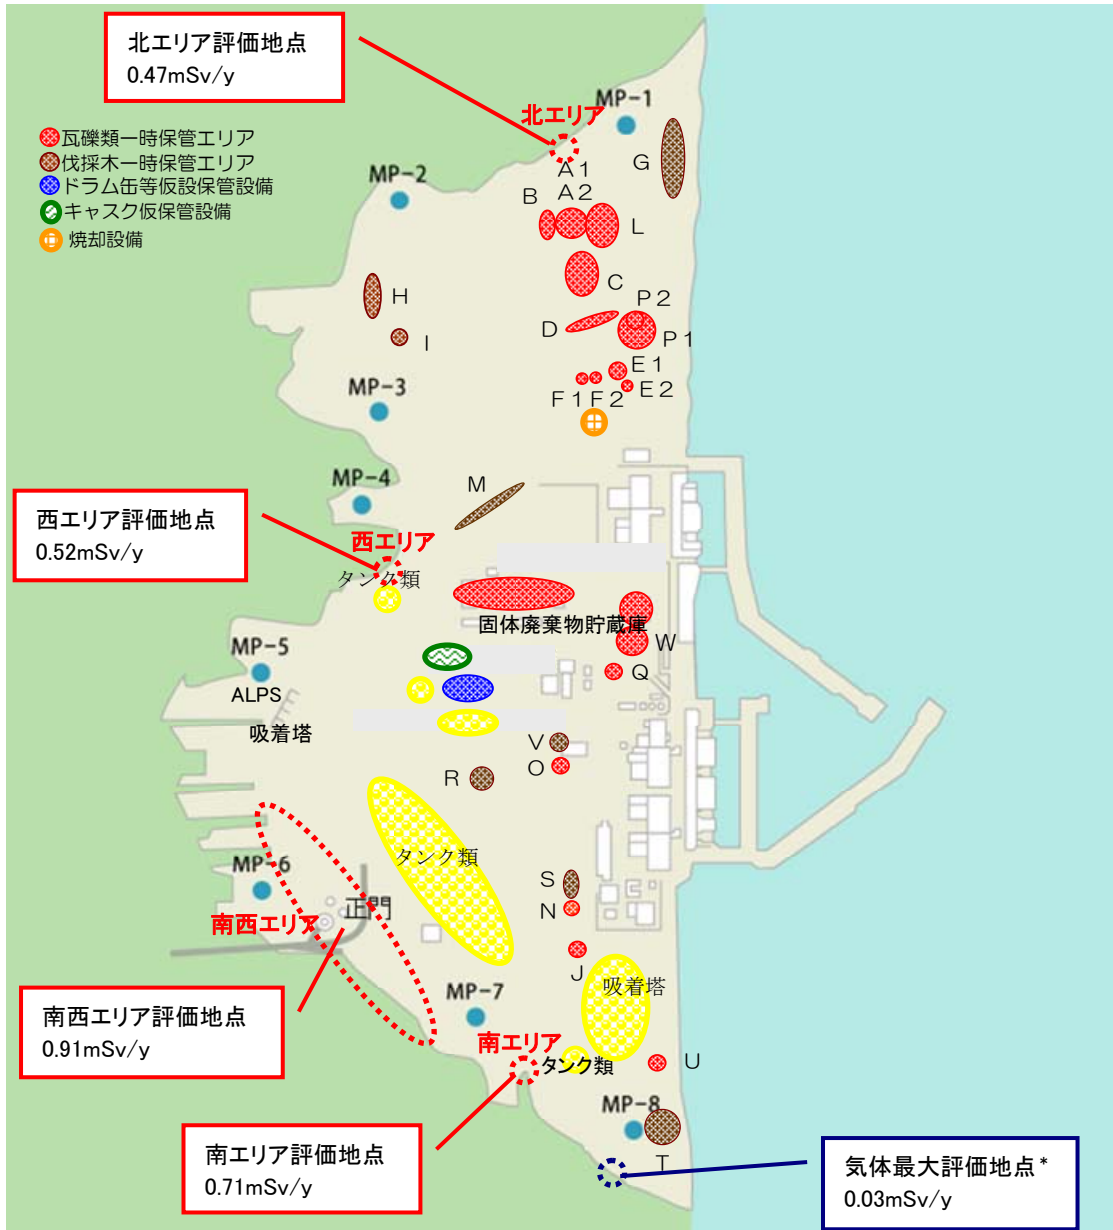 北エリア評価地点
0.47mSv/y
瓦礫類一時保管エリア
伐採木一時保管エリア
ドラム缶等仮設保管設備
キャスク仮保管設備
焼却設備
MP-1
北エリア
A1
G
MP-2
A2
B
L
C
H
P2
D
I
P1
E1
MP-3
E2
F1 F2
MP-4
M
西エリア評価地点
0.52mSv/y
西エリア
タンク類
固体廃棄物貯蔵庫
W
MP-5
Q
ALPS
吸着塔
V
O
R
タンク類
MP-6
S
正門
N
南西エリア
J
吸着塔
MP-7
南西エリア評価地点
0.91mSv/y
南エリア
タンク類
U
MP-8
T
南エリア評価地点
0.71mSv/y
気体最大評価地点*
0.03mSv/y